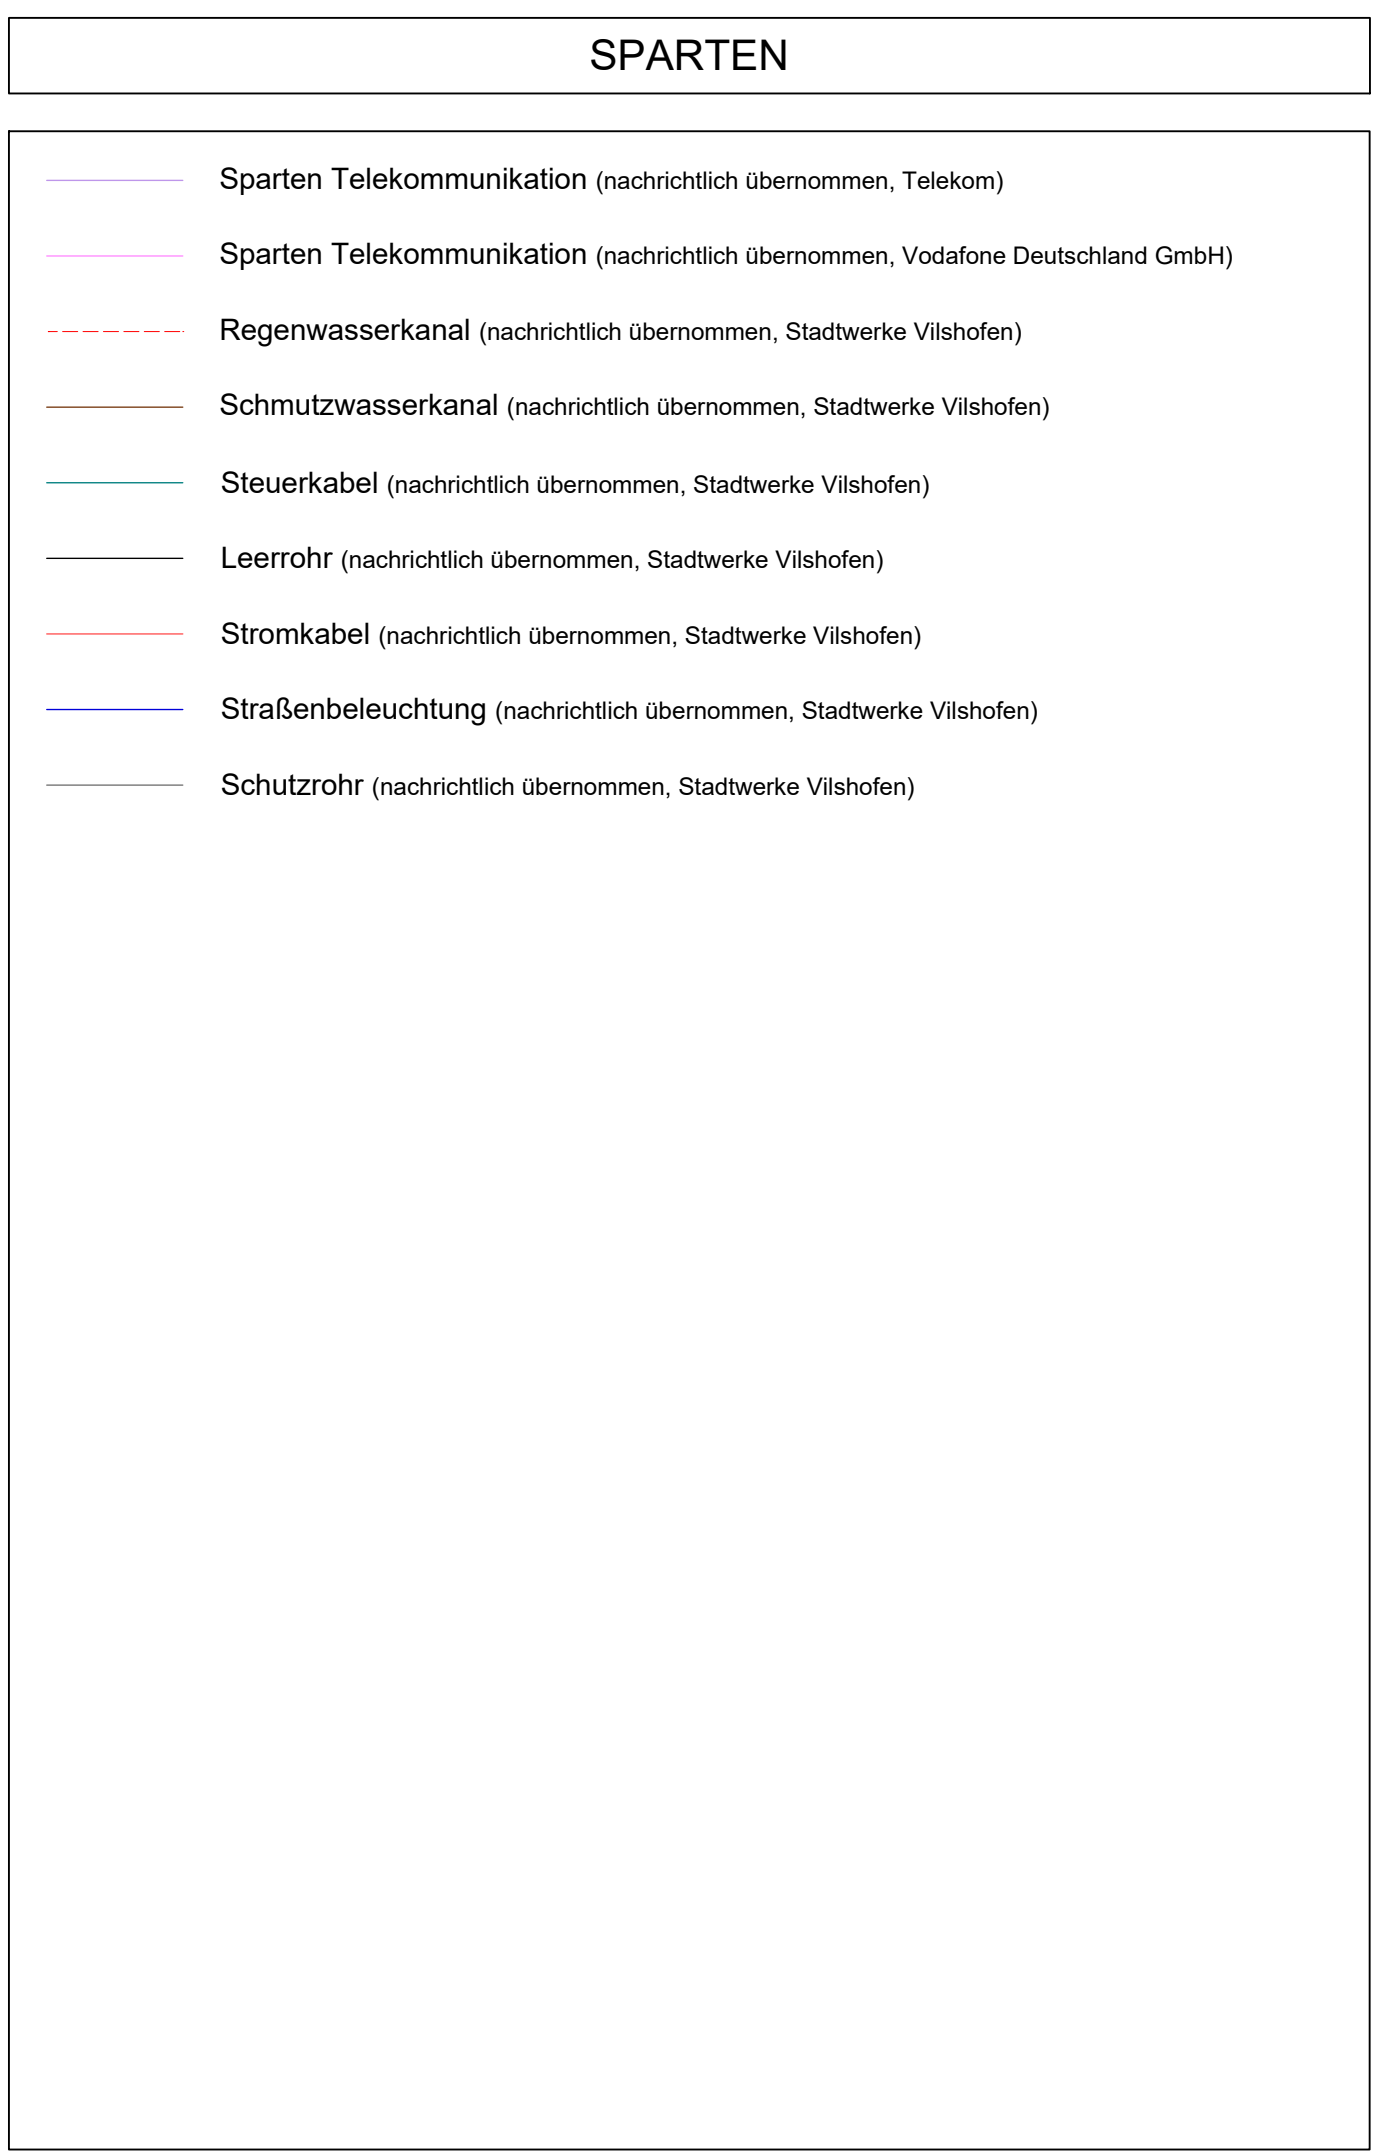 SPARTEN
Sparten Telekommunikation (nachrichtlich übernommen, Telekom)
Sparten Telekommunikation (nachrichtlich übernommen, Vodafone Deutschland GmbH)
Regenwasserkanal (nachrichtlich übernommen, Stadtwerke Vilshofen)
Schmutzwasserkanal (nachrichtlich übernommen, Stadtwerke Vilshofen)
Steuerkabel (nachrichtlich übernommen, Stadtwerke Vilshofen)
Leerrohr (nachrichtlich übernommen, Stadtwerke Vilshofen)
Stromkabel (nachrichtlich übernommen, Stadtwerke Vilshofen)
Straßenbeleuchtung (nachrichtlich übernommen, Stadtwerke Vilshofen)
Schutzrohr (nachrichtlich übernommen, Stadtwerke Vilshofen)